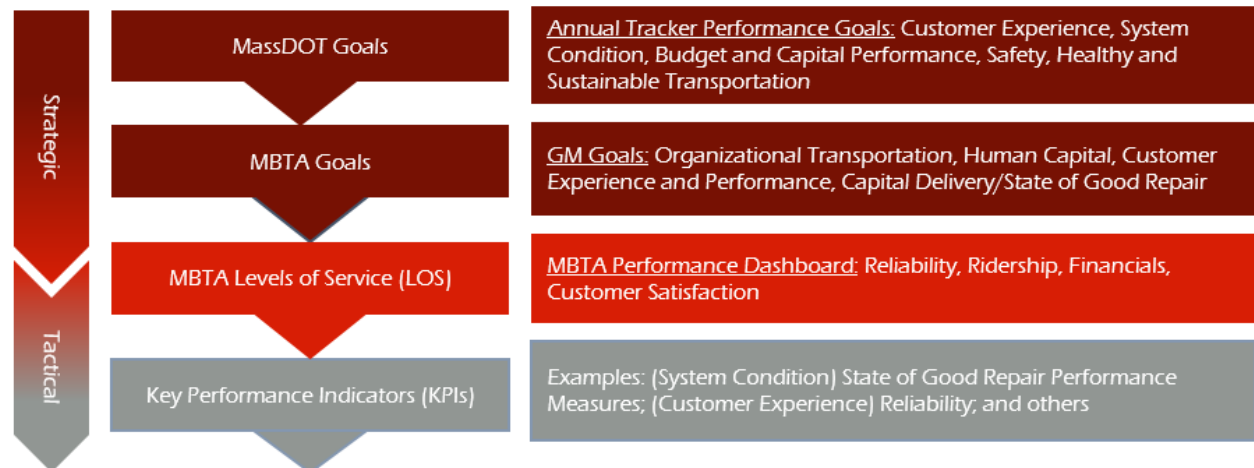 Strategic
Tactical
MassDOT Goals
Annual Tracker Performance Goals: Customer Experience, System
Condition, Budget and Capital Performance, Safety, Healthy and
Sustainable Transportation
MBTA Goals
GM Goals: Organizational Transportation, Human Capital, Customer
Experience and Performance, Capital Delivery/State of Good Repair
MBTA Levels of Service (LOS)
MBTA Performance Dashboard: Reliability, Ridership, Financials,
Customer Satisfaction
Key Performance Indicators (KPIs)
Examples: (System Condition) State of Good Repair Performance
Measures; (Customer Experience) Reliability; and others